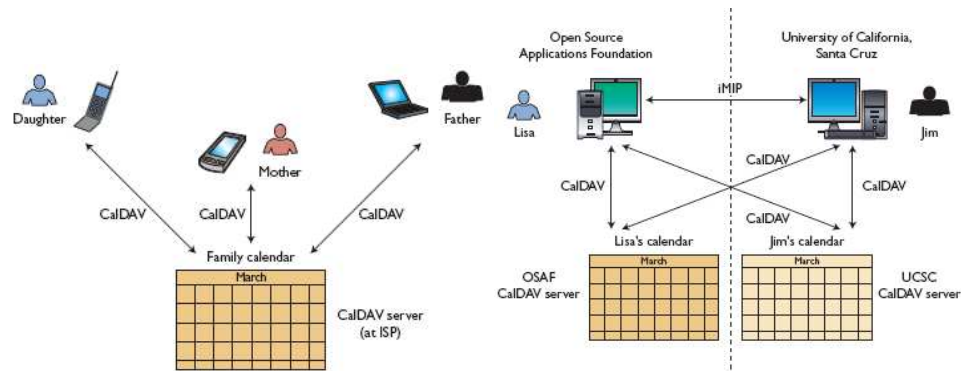 Daughter
Mother
Father
CalDAV
CalDAV
CalDAV
Family calendar
March
CalDAV server
(at ISP)
Open Source
Applications Foundation
University of California,
Santa Cruz
iMIP
Lisa
Jim
CalDAV
CalDAV
CalDAV
CalDAV
Lisa's calendar
Jim's calendar
March
March
OSAF
CalDAV server
UCSC
CalDAV server